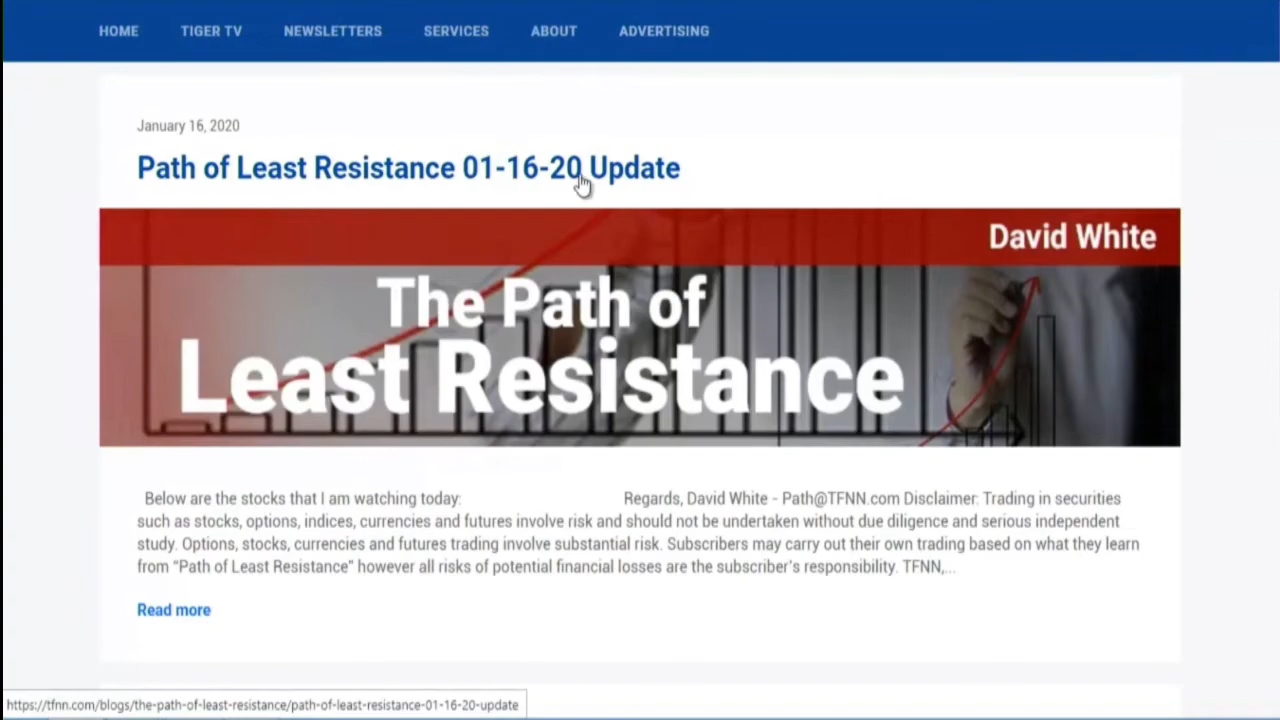 HOME TIGER TV NEWSLETTERS SERVICES ABOUT ADVERTISING
January 16, 2020
Path of Least Resistance 01-16-20 Update
David White
The Path of
Least Resistance
Below are the stocks that I am watching today: Regards, David White - Path@TFNN.com Disclaimer: Trading in securities
such as stocks, options, indices, currencies and futures involve risk and should not be undertaken without due diligence and serious independent
study. Options, stocks, currencies and futures trading involve substantial risk. Subscribers may carry out their own trading based on what they learn
from “Path of Least Resistance” however all risks of potential financial losses are the subscriber’s responsibility. TFNN,...
Read more
https://tfnn.com/blogs/the-path-of-least-resistance/path-of-least-resistance-01-16-20-update